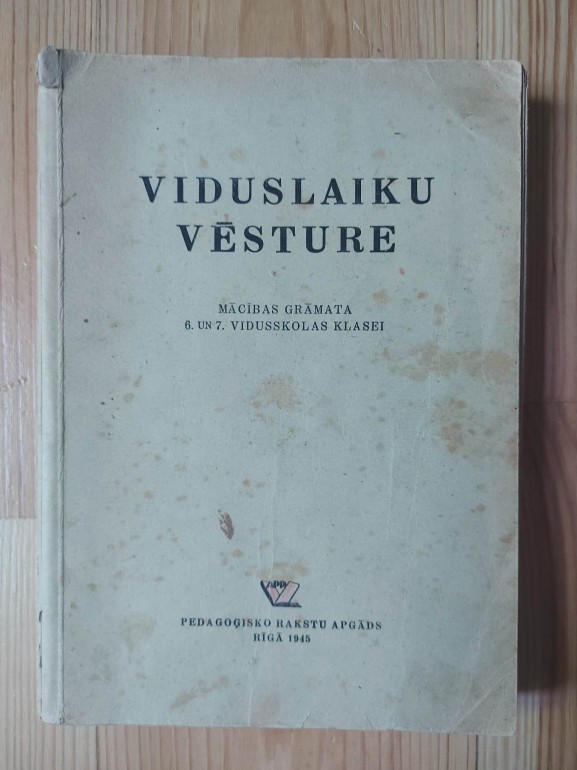 VIDUSLAIKU
VĒSTURE
MĀCĪBAS GRĀMATA
6. UN 7. VIDUSSKOLAS KLASEI
PEDAGOĢISKO RAKSTU APGĀDS
RĪGĀ 1945